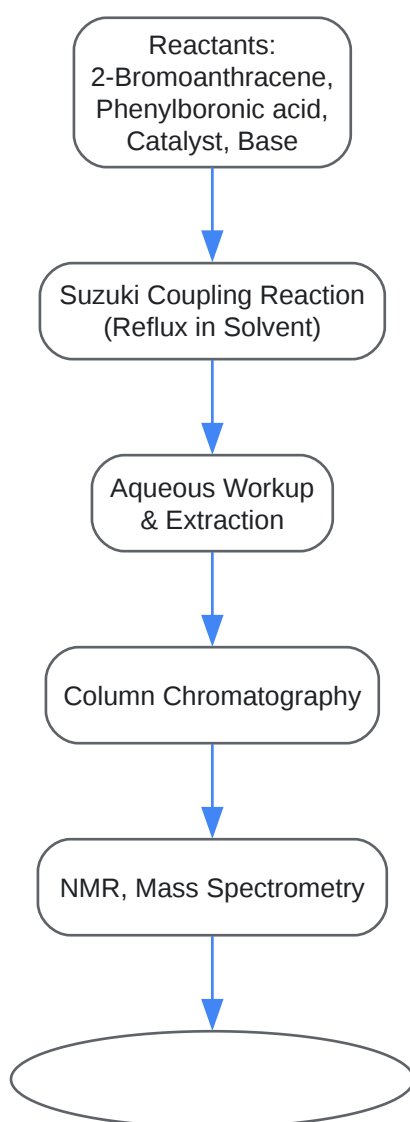 Reactants:
2-Bromoanthracene,
Phenylboronic acid,
Catalyst, Base
Suzuki Coupling Reaction
(Reflux in Solvent)
Aqueous Workup
& Extraction
Column Chromatography
NMR, Mass Spectrometry